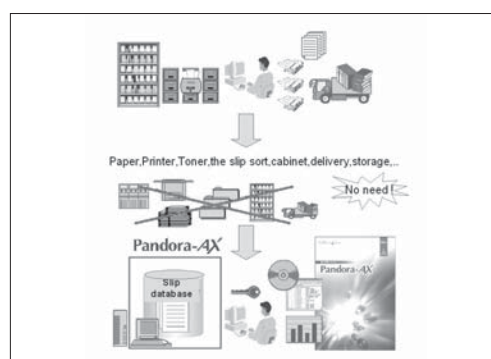 Paper,Printer,Toner,the slip sort,cabinet,delivery,storage,..
No need!
Pandora-AX
Slip
database
Pandora-AX